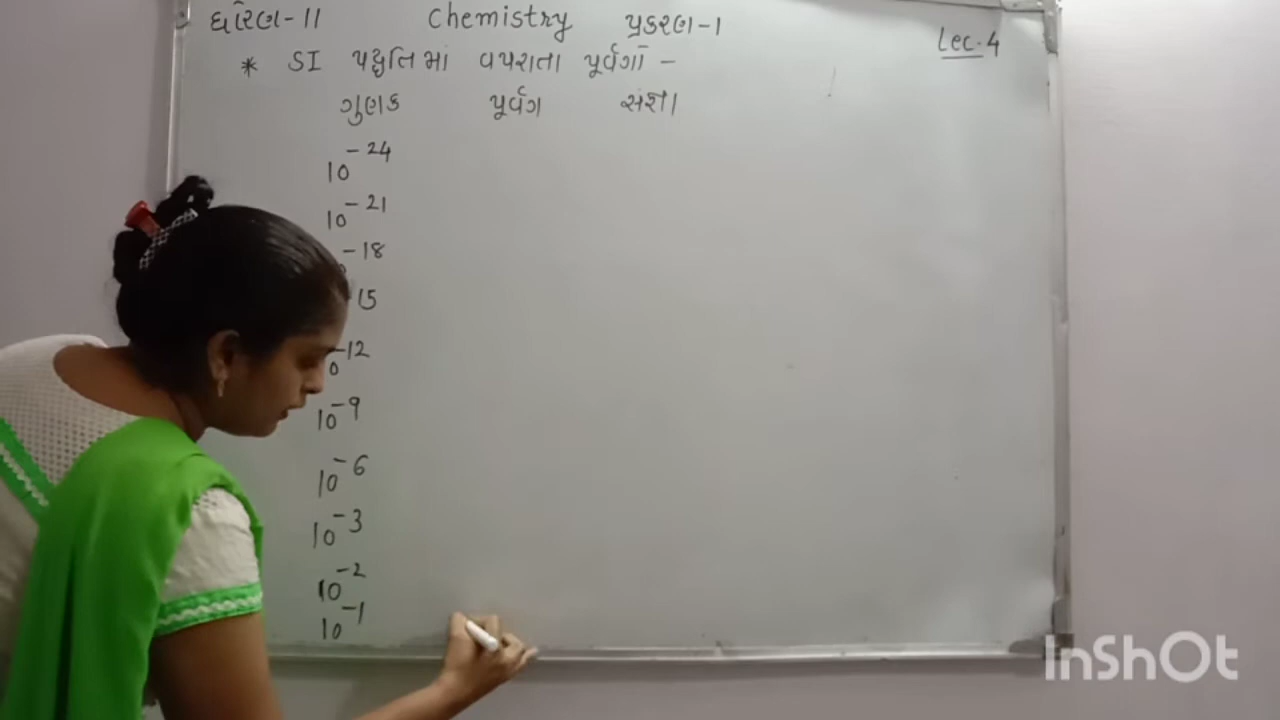 ધોરણ-11 Chemistry પ્રકરણ-1
Lec.4
* SI પદ્ધતિમાં વપરાતા પૂર્વગો -
ગુણક પૂર્વગ સંજ્ઞા
10⁻²⁴
10⁻²¹
-18
15
0⁻¹²
10⁻⁹
10⁻⁶
10⁻³
10⁻²
10⁻¹
InShOt